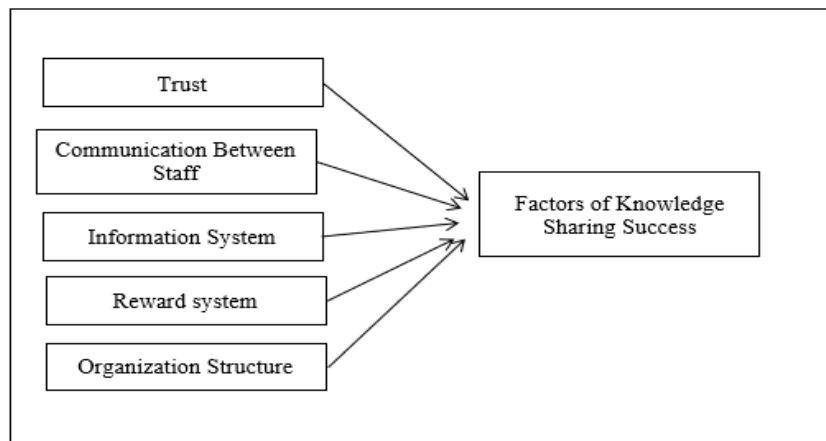 Trust
Communication Between
Staff
Information System
Reward system
Organization Structure
Factors of Knowledge
Sharing Success